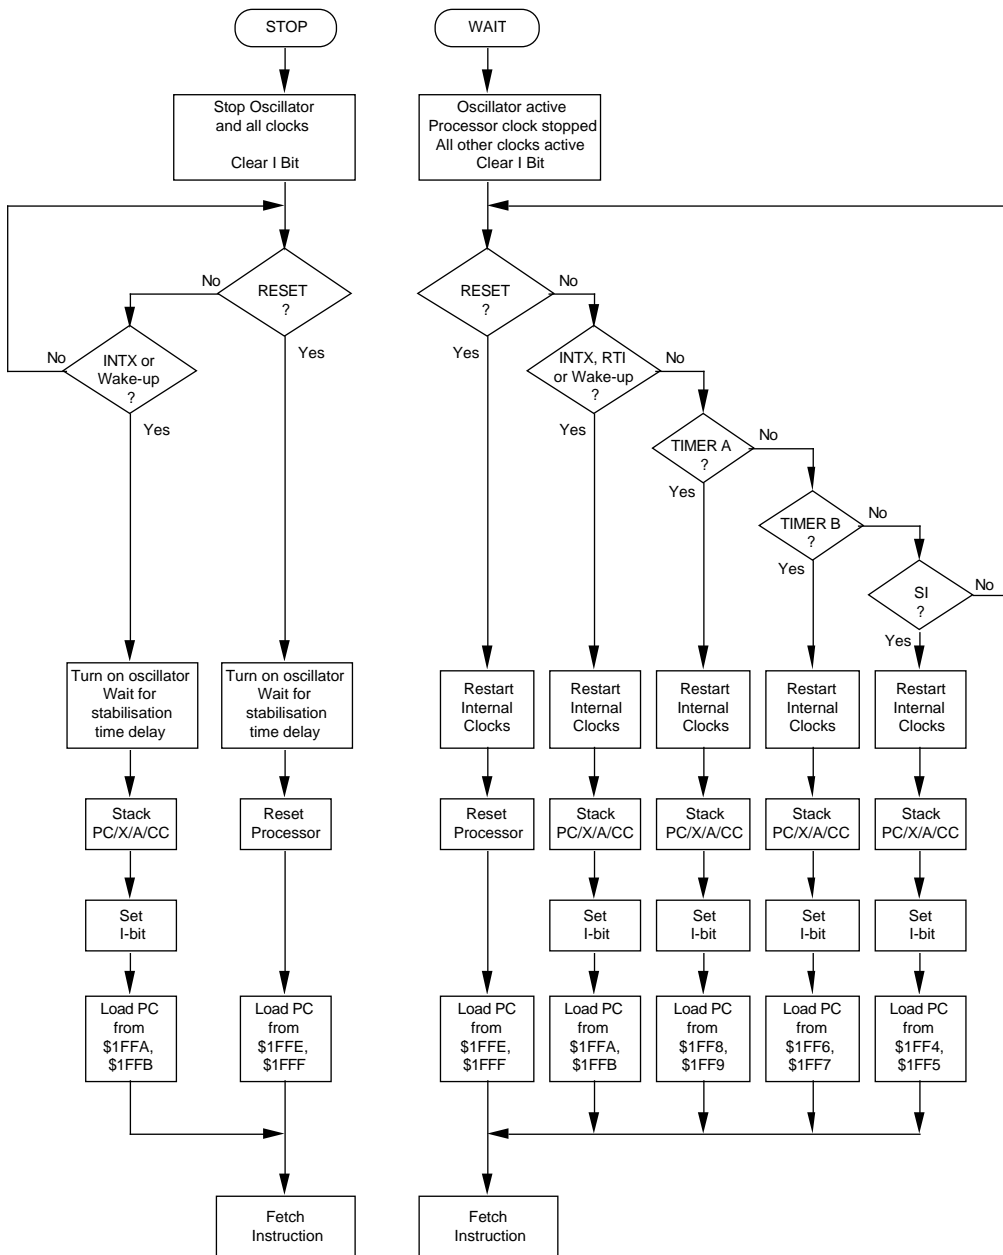 STOP
Stop Oscillator
and all clocks
Clear I Bit
RESET
?
No
Yes
INTX or
Wake-up
?
No
Yes
Turn on oscillator
Wait for
stabilisation
time delay
Turn on oscillator
Wait for
stabilisation
time delay
Stack
PC/X/A/CC
Reset
Processor
Set
I-bit
Load PC
from
$1FFA,
$1FFB
Load PC
from
$1FFE,
$1FFF
Fetch
Instruction
WAIT
Oscillator active
Processor clock stopped
All other clocks active
Clear I Bit
RESET
?
No
Yes
INTX, RTI
or Wake-up
?
No
Yes
TIMER A
?
No
Yes
TIMER B
?
No
Yes
SI
?
No
Yes
Restart
Internal
Clocks
Restart
Internal
Clocks
Restart
Internal
Clocks
Restart
Internal
Clocks
Restart
Internal
Clocks
Reset
Processor
Stack
PC/X/A/CC
Stack
PC/X/A/CC
Stack
PC/X/A/CC
Stack
PC/X/A/CC
Set
I-bit
Set
I-bit
Set
I-bit
Set
I-bit
Load PC
from
$1FFE,
$1FFF
Load PC
from
$1FFA,
$1FFB
Load PC
from
$1FF8,
$1FF9
Load PC
from
$1FF6,
$1FF7
Load PC
from
$1FF4,
$1FF5
Fetch
Instruction